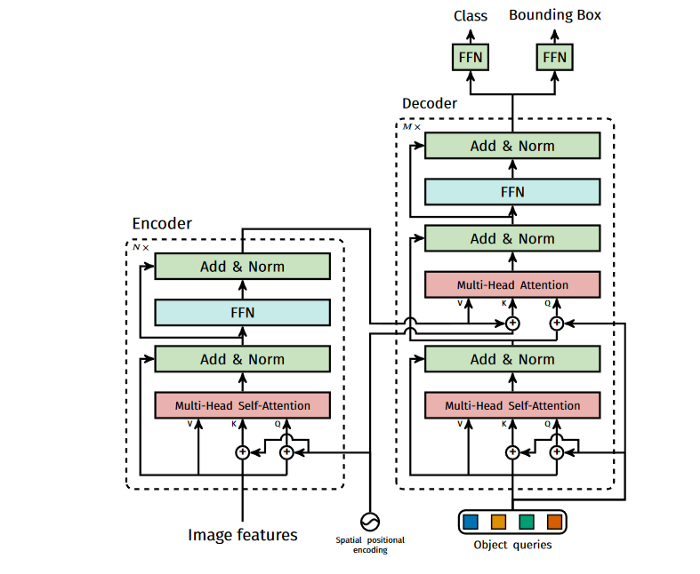 Class
Bounding Box
FFN
FFN
Decoder
M×
Add & Norm
FFN
Add & Norm
Multi-Head Attention
V
K
Q
Add & Norm
Multi-Head Self-Attention
V
K
Q
Object queries
Encoder
N×
Add & Norm
FFN
Add & Norm
Multi-Head Self-Attention
V
K
Q
Image features
Spatial positional
encoding